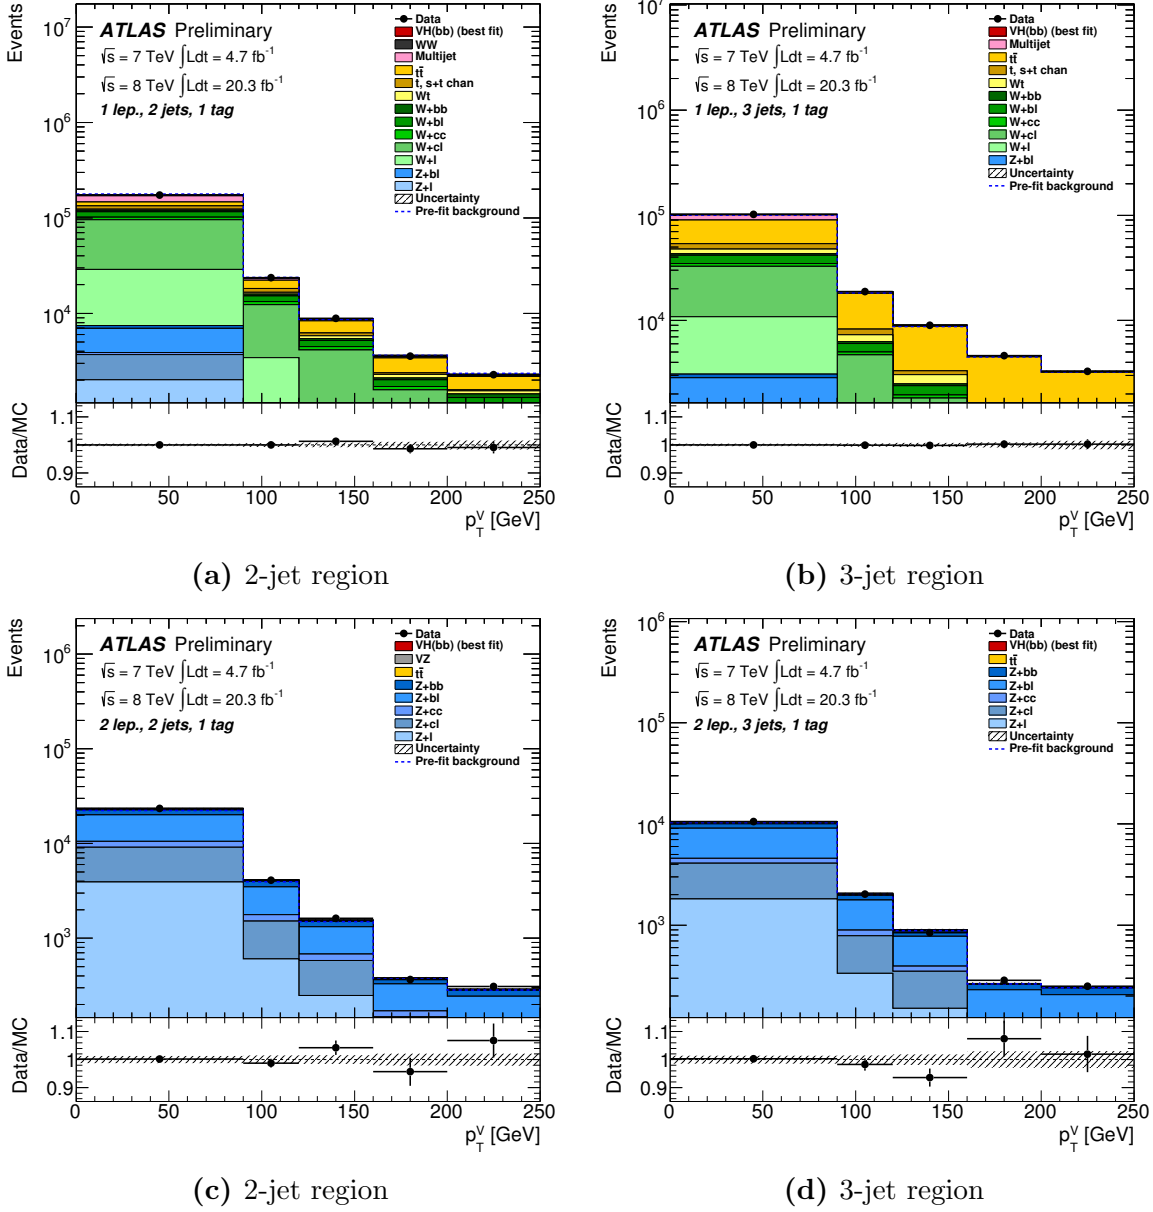 Events
10^7
10^6
10^5
10^4
ATLAS Preliminary
√s = 7 TeV ∫Ldt = 4.7 fb^-1
√s = 8 TeV ∫Ldt = 20.3 fb^-1
1 lep., 2 jets, 1 tag
Data
VH(bb) (best fit)
WW
Multijet
tt̄
t, s+t chan
Wt
W+bb
W+bl
W+cc
W+cl
W+l
Z+bl
Z+l
Uncertainty
Pre-fit background
Data/MC
1.1
1
0.9
0 50 100 150 200 250
p_T^V [GeV]
(a) 2-jet region
Events
10^7
10^6
10^5
10^4
ATLAS Preliminary
√s = 7 TeV ∫Ldt = 4.7 fb^-1
√s = 8 TeV ∫Ldt = 20.3 fb^-1
1 lep., 3 jets, 1 tag
Data
VH(bb) (best fit)
Multijet
tt̄
t, s+t chan
Wt
W+bb
W+bl
W+cc
W+cl
W+l
Z+bl
Uncertainty
Pre-fit background
Data/MC
1.1
1
0.9
0 50 100 150 200 250
p_T^V [GeV]
(b) 3-jet region
Events
10^6
10^5
10^4
10^3
ATLAS Preliminary
√s = 7 TeV ∫Ldt = 4.7 fb^-1
√s = 8 TeV ∫Ldt = 20.3 fb^-1
2 lep., 2 jets, 1 tag
Data
VH(bb) (best fit)
VZ
tt̄
Z+bb
Z+bl
Z+cc
Z+cl
Z+l
Uncertainty
Pre-fit background
Data/MC
1.1
1
0.9
0 50 100 150 200 250
p_T^V [GeV]
(c) 2-jet region
Events
10^6
10^6
10^5
10^4
10^3
ATLAS Preliminary
√s = 7 TeV ∫Ldt = 4.7 fb^-1
√s = 8 TeV ∫Ldt = 20.3 fb^-1
2 lep., 3 jets, 1 tag
Data
VH(bb) (best fit)
tt̄
Z+bb
Z+bl
Z+cc
Z+cl
Z+l
Uncertainty
Pre-fit background
Data/MC
1.1
1
0.9
0 50 100 150 200 250
p_T^V [GeV]
(d) 3-jet region